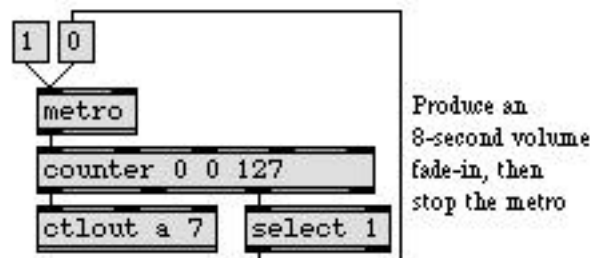 1 0
metro
counter 0 0 127
ctlout a 7
select 1
Produce an
8-second volume
fade-in, then
stop the metro